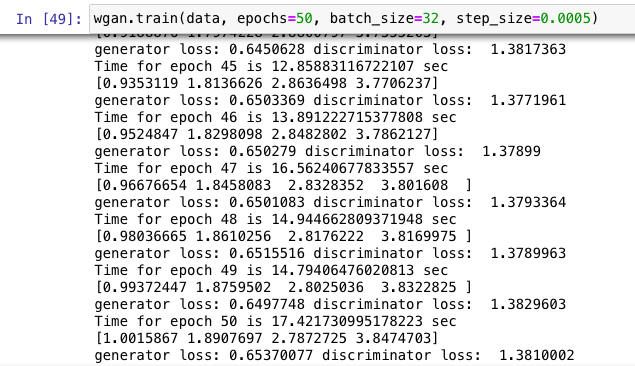 In [49]: wgan.train(data, epochs=50, batch_size=32, step_size=0.0005)
generator loss: 0.6450628 discriminator loss:  1.3817363
Time for epoch 45 is 12.85883116722107 sec
[0.9353119 1.8136626 2.8636498 3.7706237]
generator loss: 0.6503369 discriminator loss:  1.3771961
Time for epoch 46 is 13.891222715377808 sec
[0.9524847 1.8298098 2.8482802 3.7862127]
generator loss: 0.650279 discriminator loss:  1.37899
Time for epoch 47 is 16.56240677833557 sec
[0.96676654 1.8458083  2.8328352  3.801608  ]
generator loss: 0.6501083 discriminator loss:  1.3793364
Time for epoch 48 is 14.944662809371948 sec
[0.98036665 1.8610256  2.8176222  3.8169975 ]
generator loss: 0.6515516 discriminator loss:  1.3789963
Time for epoch 49 is 14.79406476020813 sec
[0.99372447 1.8759502  2.8025036  3.8322825 ]
generator loss: 0.6497748 discriminator loss:  1.3829603
Time for epoch 50 is 17.421730995178223 sec
[1.0015867 1.8907697 2.7872725 3.8474703]
generator loss: 0.65370077 discriminator loss:  1.3810002